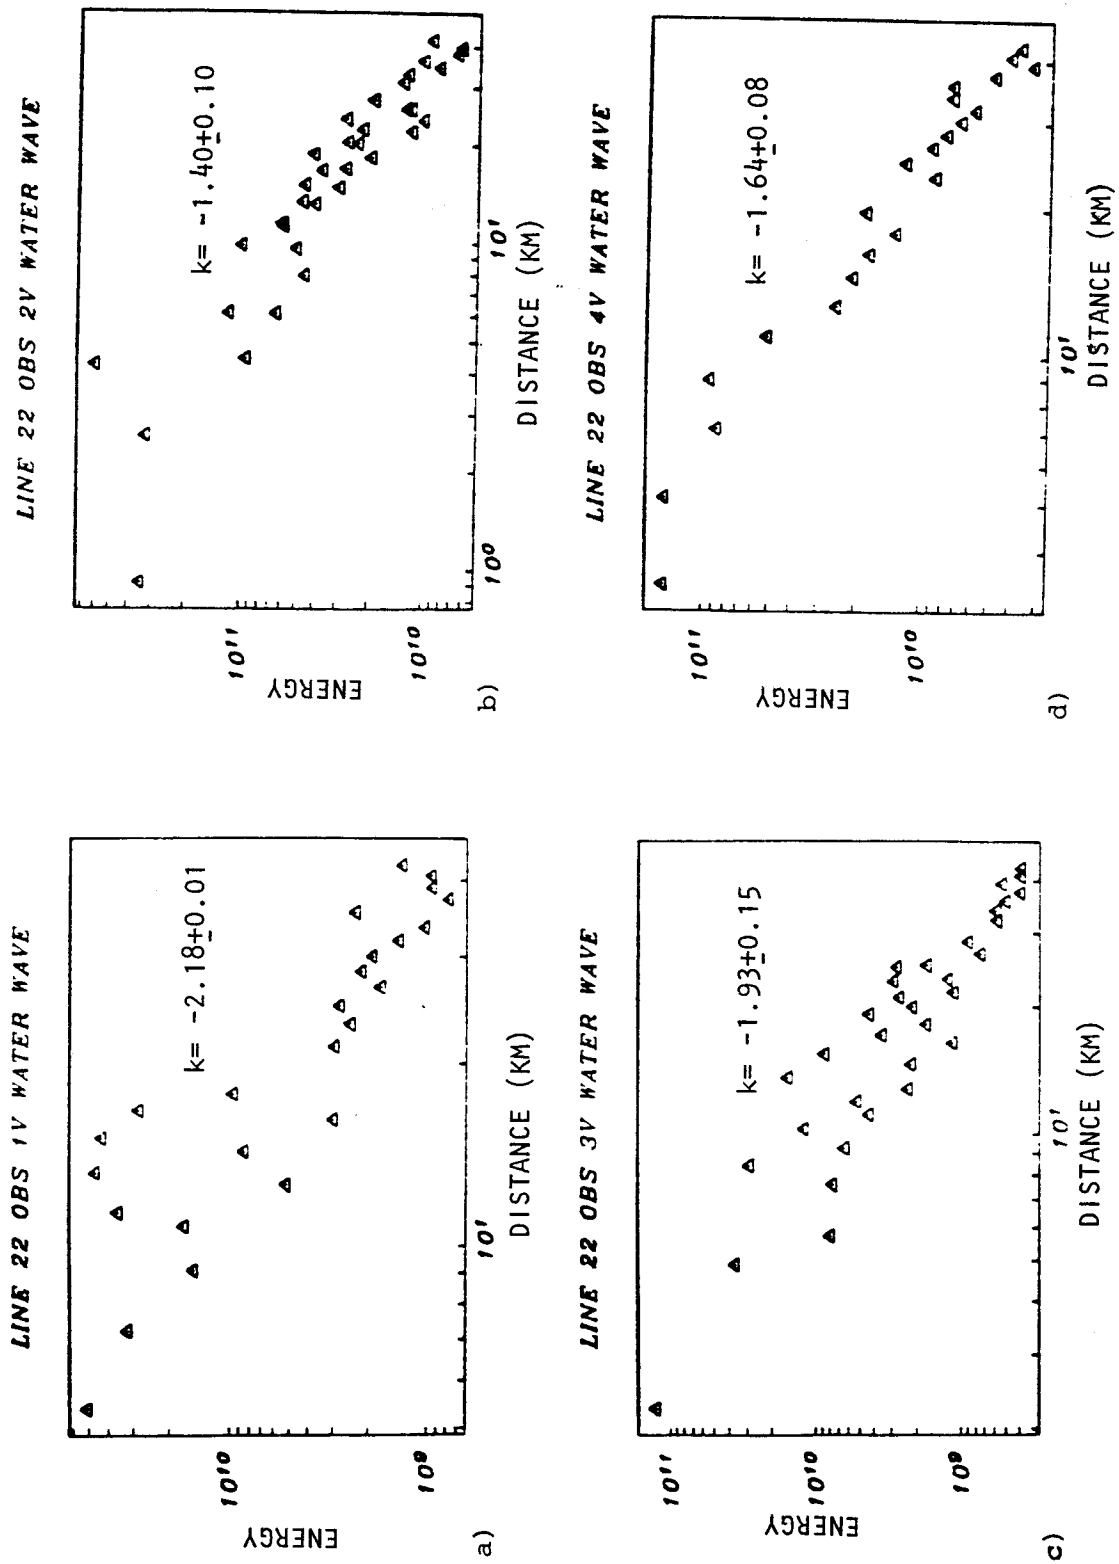 LINE 22 OBS 1V WATER WAVE
k= -2.18±0.01
10¹⁰
10⁹
ENERGY
10¹
DISTANCE (KM)
a)
LINE 22 OBS 2V WATER WAVE
k= -1.40±0.10
10¹¹
10¹⁰
ENERGY
10⁰
10¹
DISTANCE (KM)
b)
LINE 22 OBS 3V WATER WAVE
k= -1.93±0.15
10¹¹
10¹⁰
10⁹
ENERGY
10¹
DISTANCE (KM)
c)
LINE 22 OBS 4V WATER WAVE
k= -1.64±0.08
10¹¹
10¹⁰
ENERGY
10¹
DISTANCE (KM)
d)